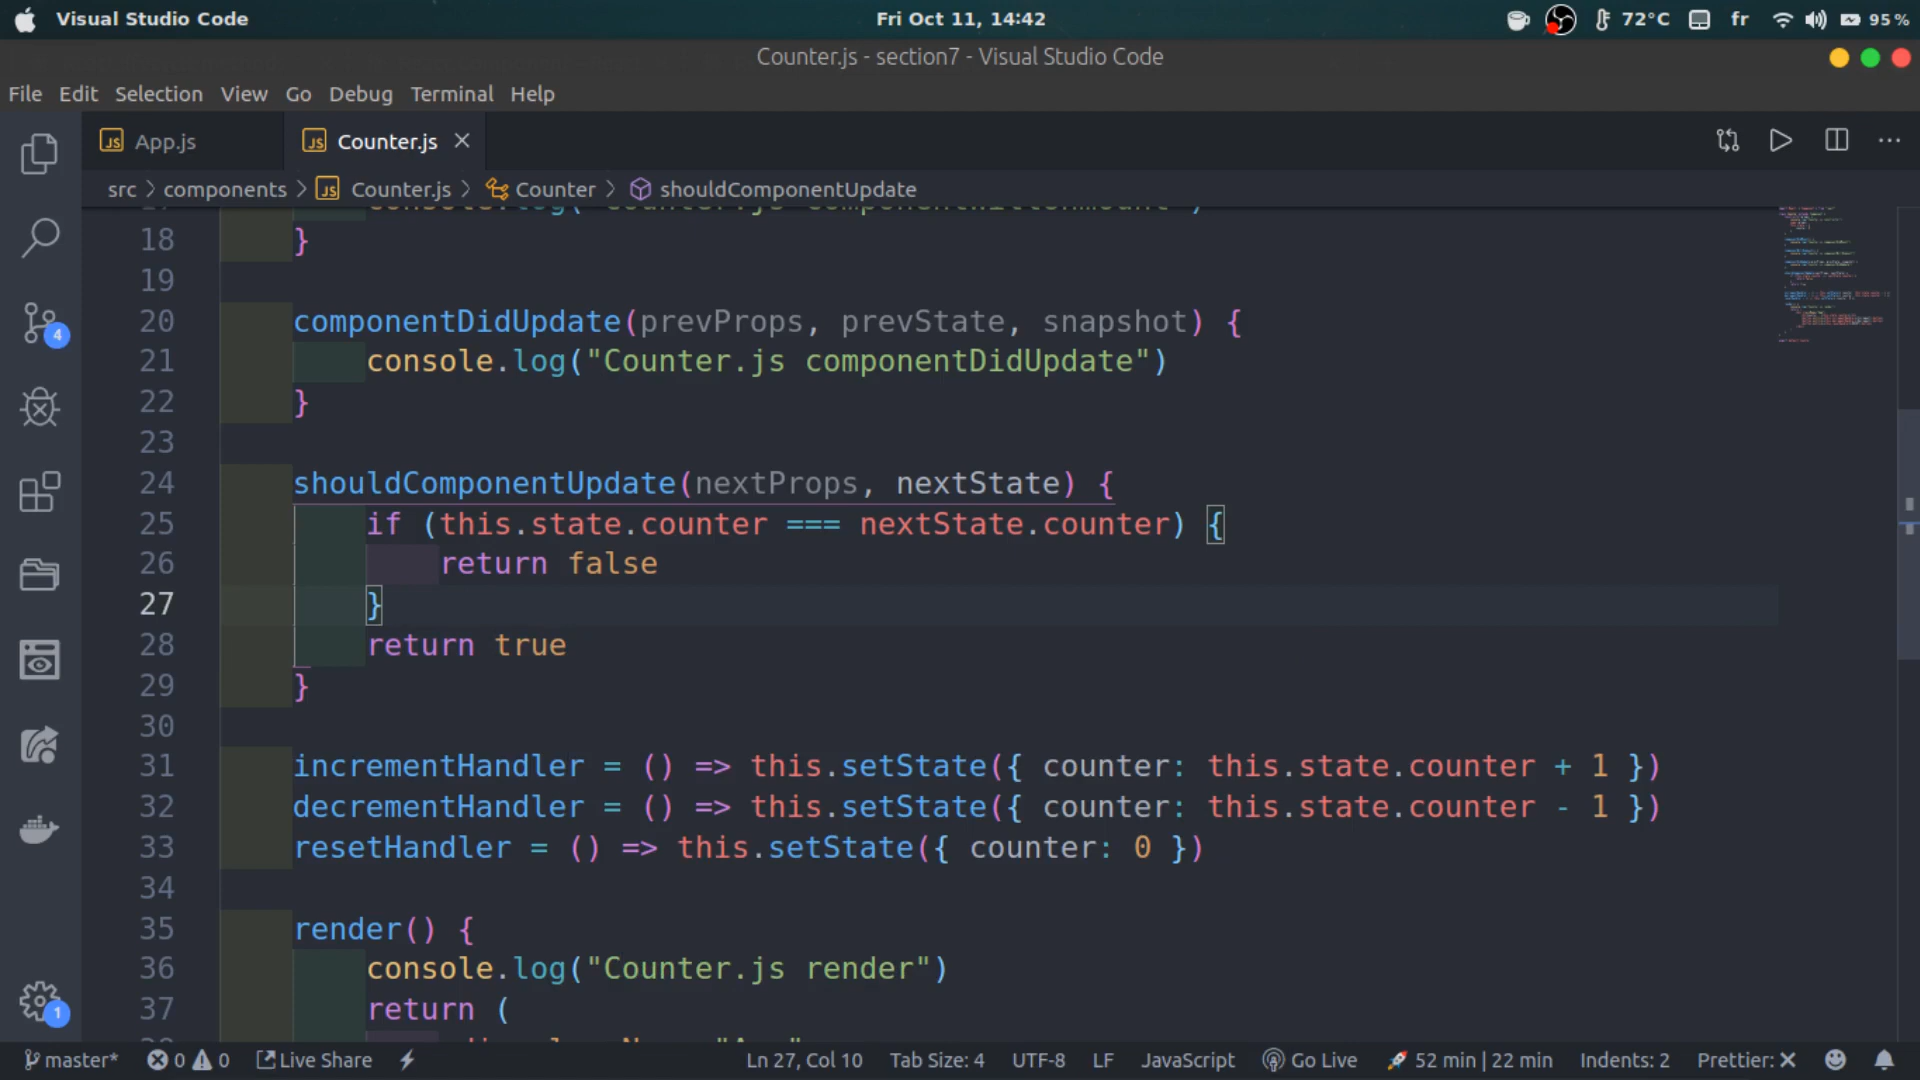 Visual Studio Code
Fri Oct 11, 14:42
72°C
fr
95 %
Counter.js - section7 - Visual Studio Code
File Edit Selection View Go Debug Terminal Help
JS App.js
JS Counter.js
src components JS Counter.js Counter shouldComponentUpdate
18 }
19
20 componentDidUpdate(prevProps, prevState, snapshot) {
21 console.log("Counter.js componentDidUpdate")
22 }
23
24 shouldComponentUpdate(nextProps, nextState) {
25 if (this.state.counter === nextState.counter) {
26 return false
27 }
28 return true
29 }
30
31 incrementHandler = () => this.setState({ counter: this.state.counter + 1 })
32 decrementHandler = () => this.setState({ counter: this.state.counter - 1 })
33 resetHandler = () => this.setState({ counter: 0 })
34
35 render() {
36 console.log("Counter.js render")
37 return (
4
1
master* 0 0 Live Share Ln 27, Col 10 Tab Size: 4 UTF-8 LF JavaScript Go Live 52 min | 22 min Indents: 2 Prettier: ×